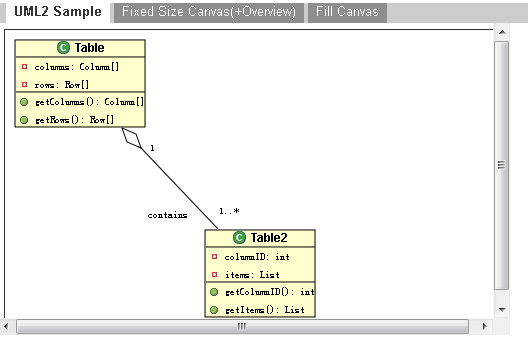 UML2 Sample Fixed Size Canvas(+Overview) Fill Canvas
C Table
columns: Column[]
rows: Row[]
getColumns(): Column[]
getRows(): Row[]
1
contains
1..*
C Table2
columnID: int
items: List
getColumnID(): int
getItems(): List